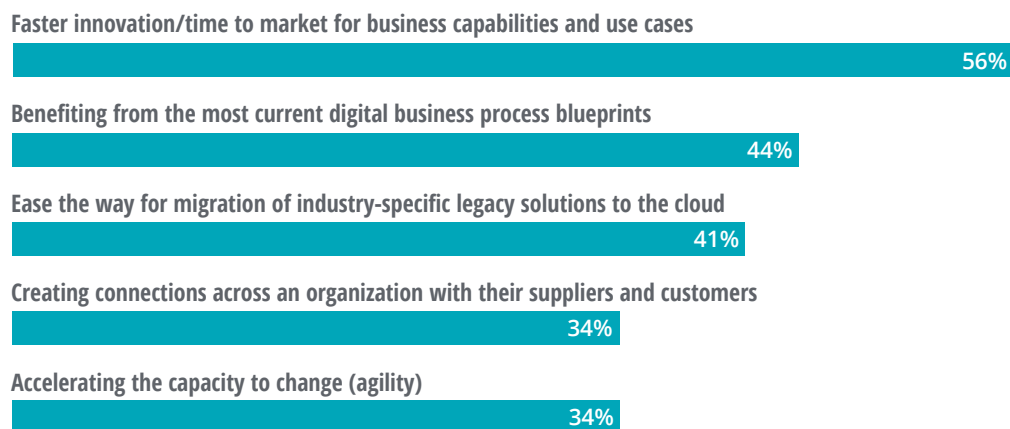 Faster innovation/time to market for business capabilities and use cases
56%
Benefiting from the most current digital business process blueprints
44%
Ease the way for migration of industry-specific legacy solutions to the cloud
41%
Creating connections across an organization with their suppliers and customers
34%
Accelerating the capacity to change (agility)
34%